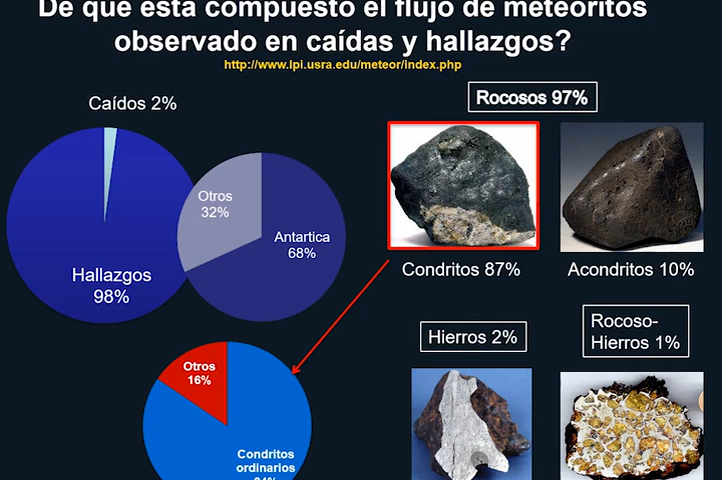 De qué está compuesto el flujo de meteoritos
observado en caídas y hallazgos?
http://www.lpi.usra.edu/meteor/index.php
Caídos 2%
Hallazgos
98%
Otros
32%
Antartica
68%
Rocosos 97%
Condritos 87%
Acondritos 10%
Hierros 2%
Rocoso-
Hierros 1%
Otros
16%
Condritos
ordinarios